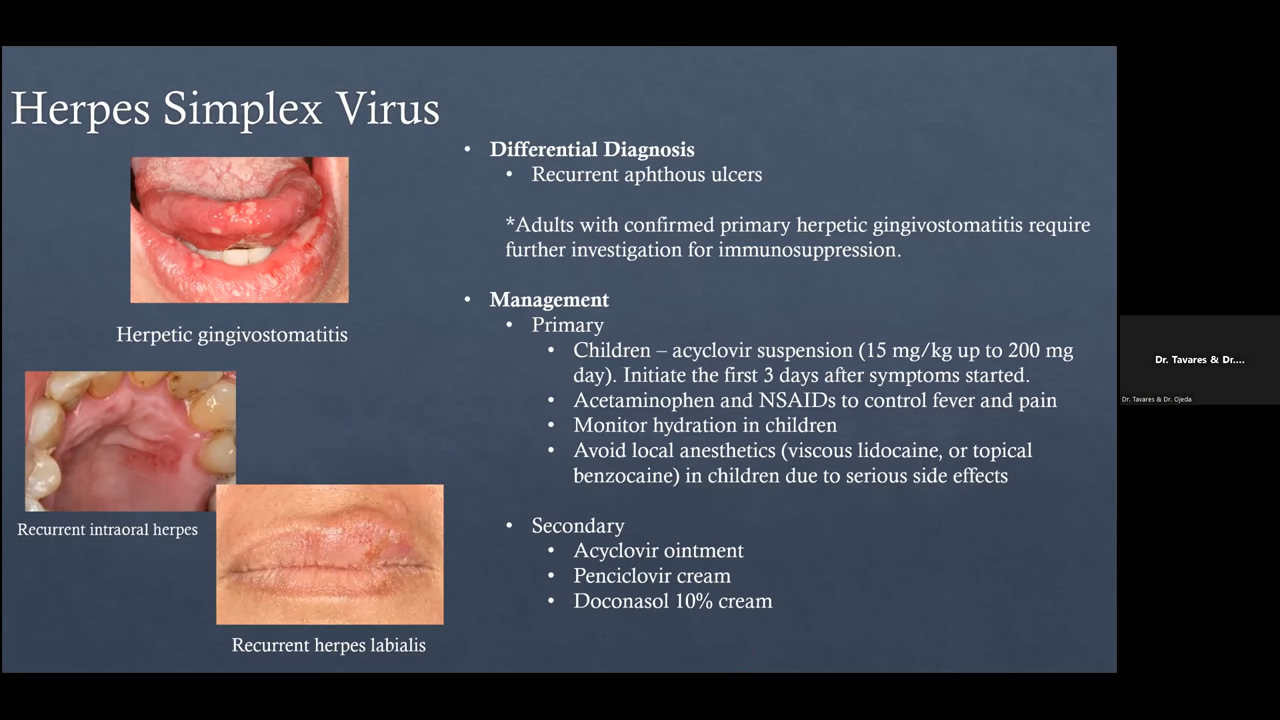 Herpes Simplex Virus
• Differential Diagnosis
• Recurrent aphthous ulcers
*Adults with confirmed primary herpetic gingivostomatitis require
further investigation for immunosuppression.
• Management
• Primary
• Children – acyclovir suspension (15 mg/kg up to 200 mg
day). Initiate the first 3 days after symptoms started.
• Acetaminophen and NSAIDs to control fever and pain
• Monitor hydration in children
• Avoid local anesthetics (viscous lidocaine, or topical
benzocaine) in children due to serious side effects
• Secondary
• Acyclovir ointment
• Penciclovir cream
• Doconasol 10% cream
Herpetic gingivostomatitis
Recurrent intraoral herpes
Recurrent herpes labialis
Dr. Tavares & Dr....
Dr. Tavares & Dr. Ojeda